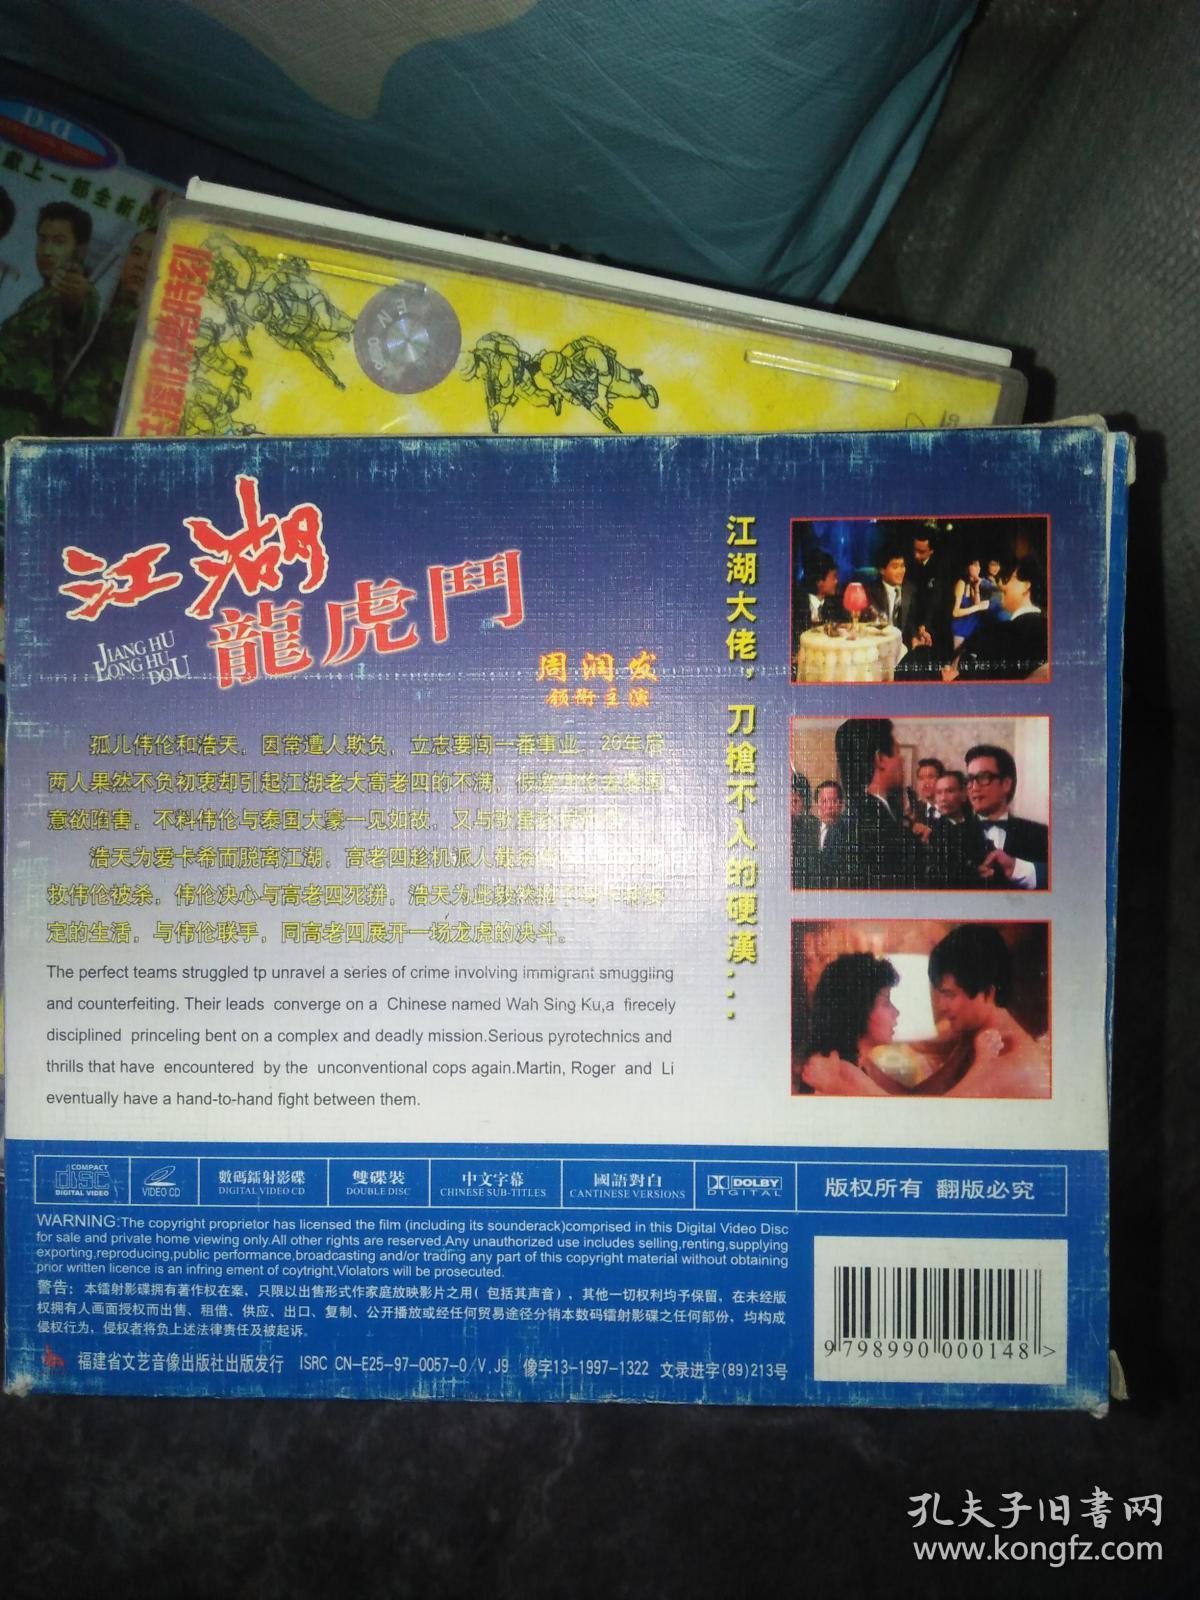 献上一部全新的
E IV
江湖
龍虎鬥
JIANG HU
LONG HU
DOU
周润发
领衔主演
江湖大佬，刀槍不入的硬漢...
孤儿伟伦和浩天，因常遭人欺负，立志要闯一番事业。20年后
两人果然不负初衷却引起江湖老大高老四的不满，假
意欲陷害，不料伟伦与泰国大豪一见如故，又与歌星
浩天为爱卡希而脱离江湖，高老四趁机派人截杀
救伟伦被杀，伟伦决心与高老四死拼，浩天为此毅然抛下
定的生活，与伟伦联手，同高老四展开一场龙虎的决斗。
The perfect teams struggled tp unravel a series of crime involving immigrant smuggling
and counterfeiting. Their leads converge on a Chinese named Wah Sing Ku,a firecely
disciplined princeling bent on a complex and deadly mission.Serious pyrotechnics and
thrills that have encountered by the unconventional cops again.Martin, Roger and Li
eventually have a hand-to-hand fight between them.
COMPACT
disc
DIGITAL VIDEO
VIDEO CD
數碼鐳射影碟
DIGITAL VIDEO CD
雙碟裝
DOUBLE DISC
中文字幕
CHINESE SUB-TITLES
國語對白
CANTINESE VERSIONS
DOLBY
DIGITAL
版权所有 翻版必究
WARNING:The copyright proprietor has licensed the film (including its sounderack)comprised in this Digital Video Disc
for sale and private home viewing only.All other rights are reserved.Any unauthorized use includes selling,renting,supplying
exporting,reproducing,public performance,broadcasting and/or trading any part of this copyright material without obtaining
prior written licence is an infring ement of coytright,Violators will be prosecuted.
警告：本镭射影碟拥有著作权在案，只限以出售形式作家庭放映影片之用（包括其声音），其他一切权利均予保留，在未经版
权拥有人画面授权而出售、租借、供应、出口、复制、公开播放或经任何贸易途径分销本数码镭射影碟之任何部份，均构成
侵权行为，侵权者将负上述法律责任及被起诉。
福建省文艺音像出版社出版发行 ISRC CN-E25-97-0057-0/V.J9 像字13-1997-1322 文录进字(89)213号
9 798990 000148 >
孔夫子旧書网
www.kongfz.com